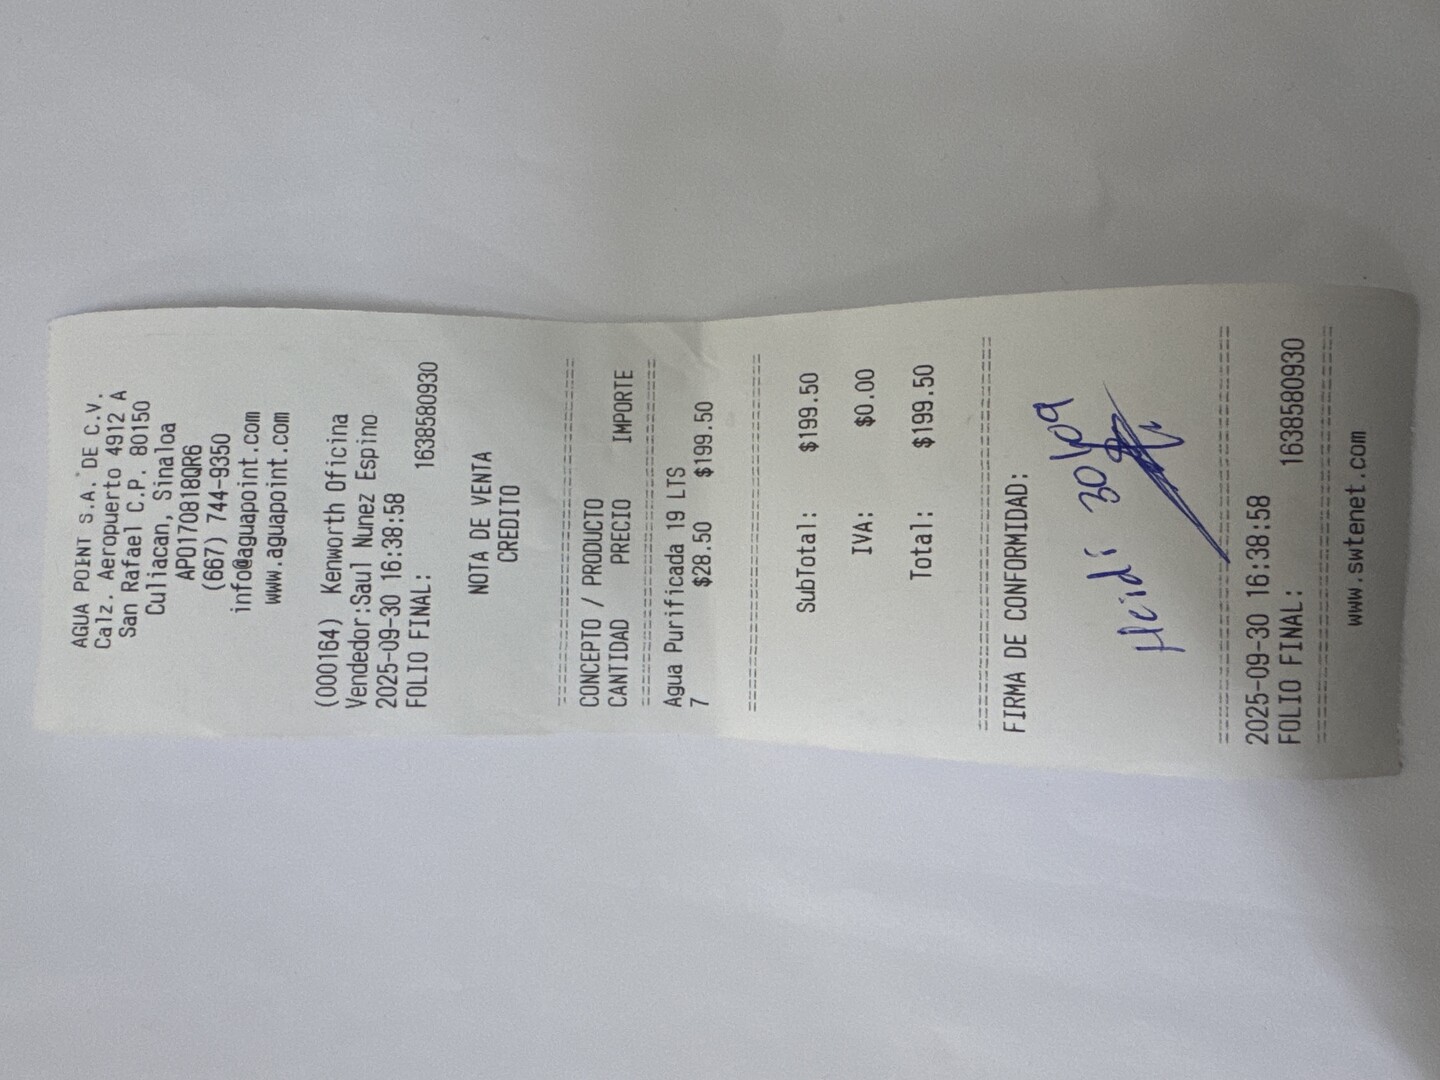 AGUA POINT S.A. DE C.V.
Calz. Aeropuerto 4912 A
San Rafael C.P. 80150
Culiacan, Sinaloa
APO170818QR6
(667) 744-9350
info@aguapoint.com
www.aguapoint.com
(000164) Kenworth Oficina
Vendedor:Saul Nunez Espino
2025-09-30 16:38:58
FOLIO FINAL: 1638580930
NOTA DE VENTA
CREDITO
CONCEPTO / PRODUCTO
CANTIDAD PRECIO IMPORTE
Agua Purificada 19 LTS
7 $28.50 $199.50
SubTotal: $199.50
IVA: $0.00
Total: $199.50
FIRMA DE CONFORMIDAD:
Heidi 30/09
2025-09-30 16:38:58
FOLIO FINAL: 1638580930
www.swtenet.com